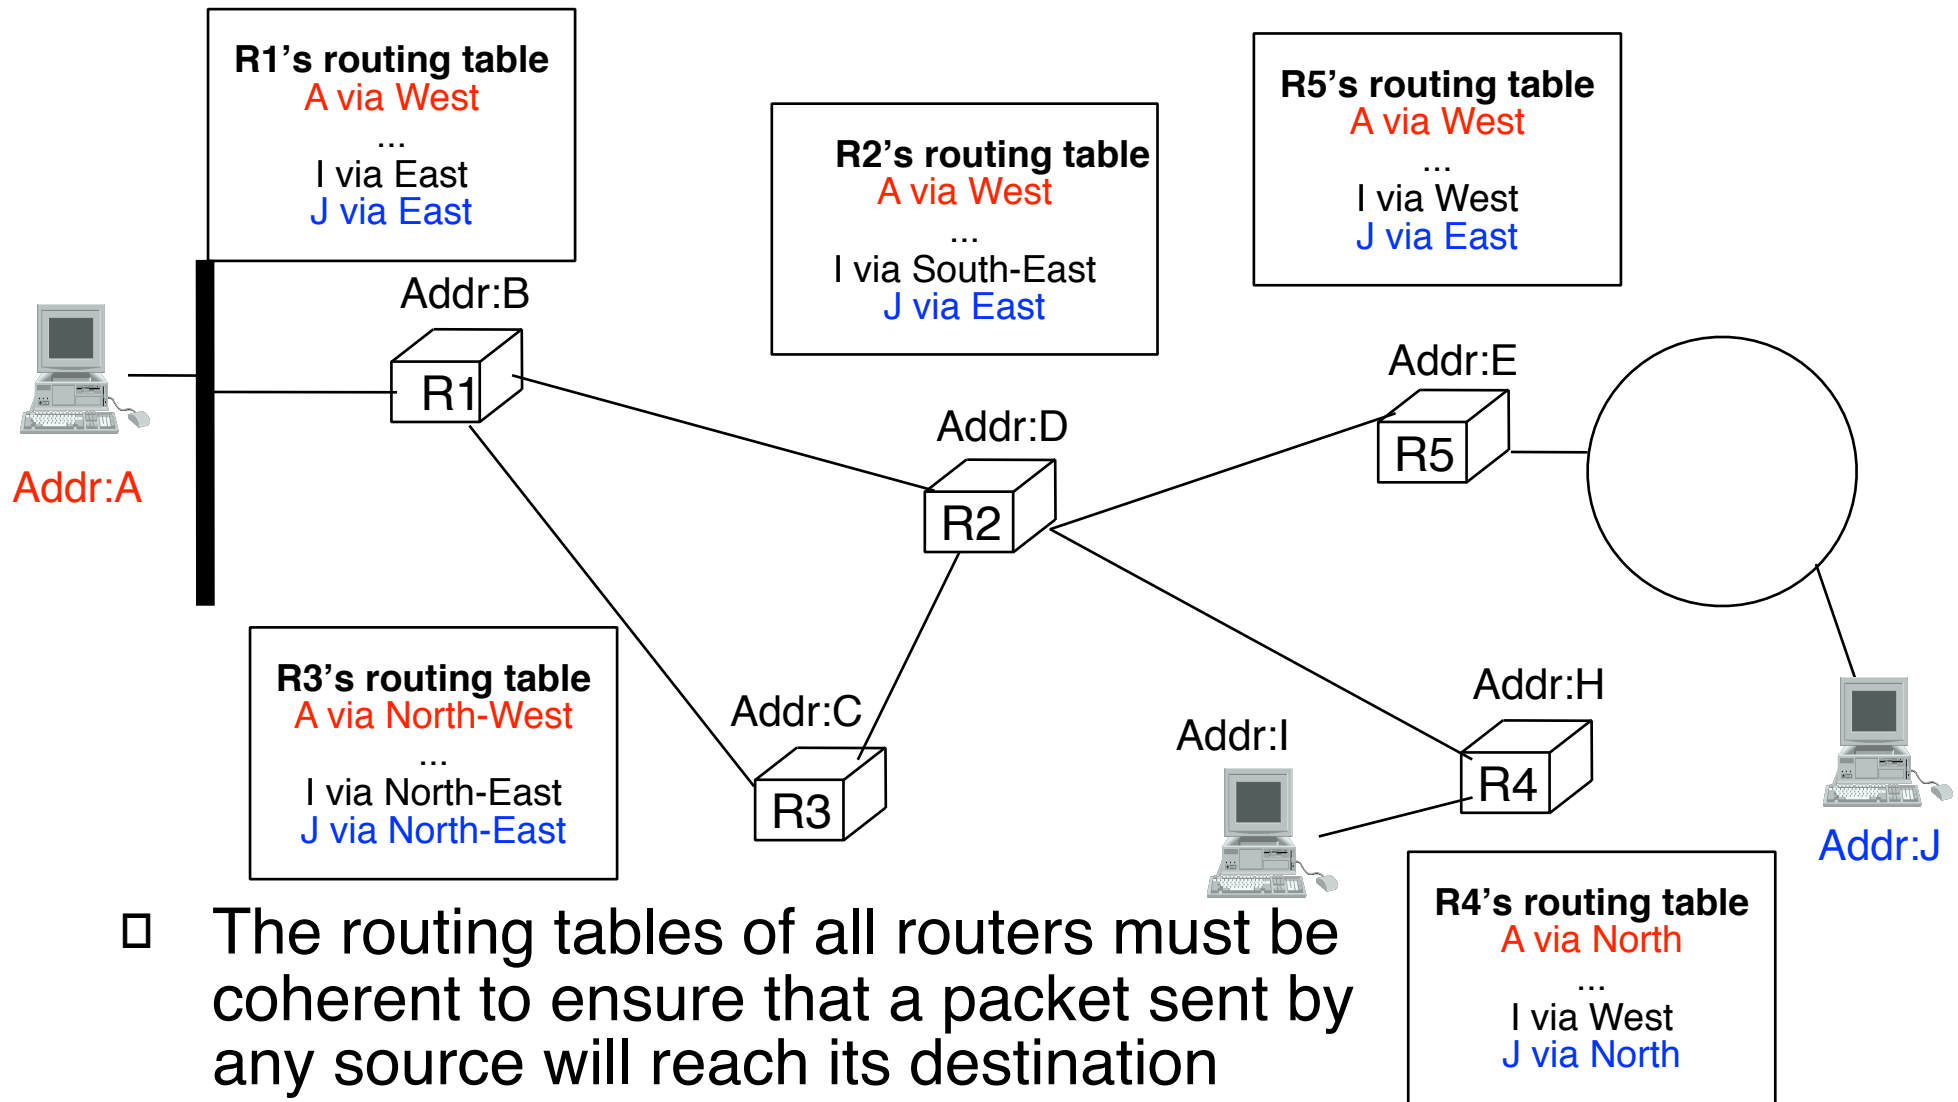 R1’s routing table
A via West
...
I via East
J via East
R2’s routing table
A via West
...
I via South-East
J via East
R5’s routing table
A via West
...
I via West
J via East
Addr:B
R1
Addr:A
Addr:D
R2
Addr:E
R5
R3’s routing table
A via North-West
...
I via North-East
J via North-East
Addr:C
R3
Addr:I
Addr:H
R4
Addr:J
R4’s routing table
A via North
...
I via West
J via North
The routing tables of all routers must be
coherent to ensure that a packet sent by
any source will reach its destination